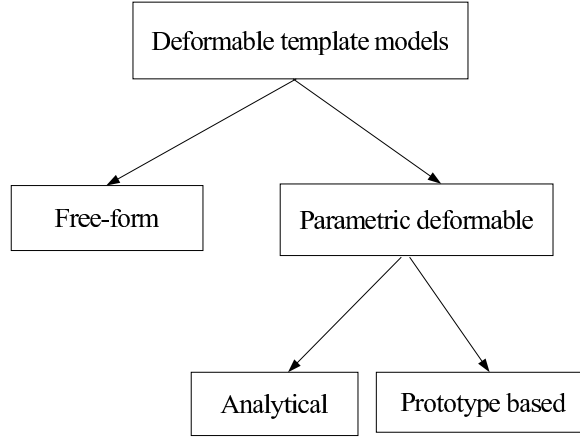 Deformable template models
Free-form
Parametric deformable
Analytical
Prototype based